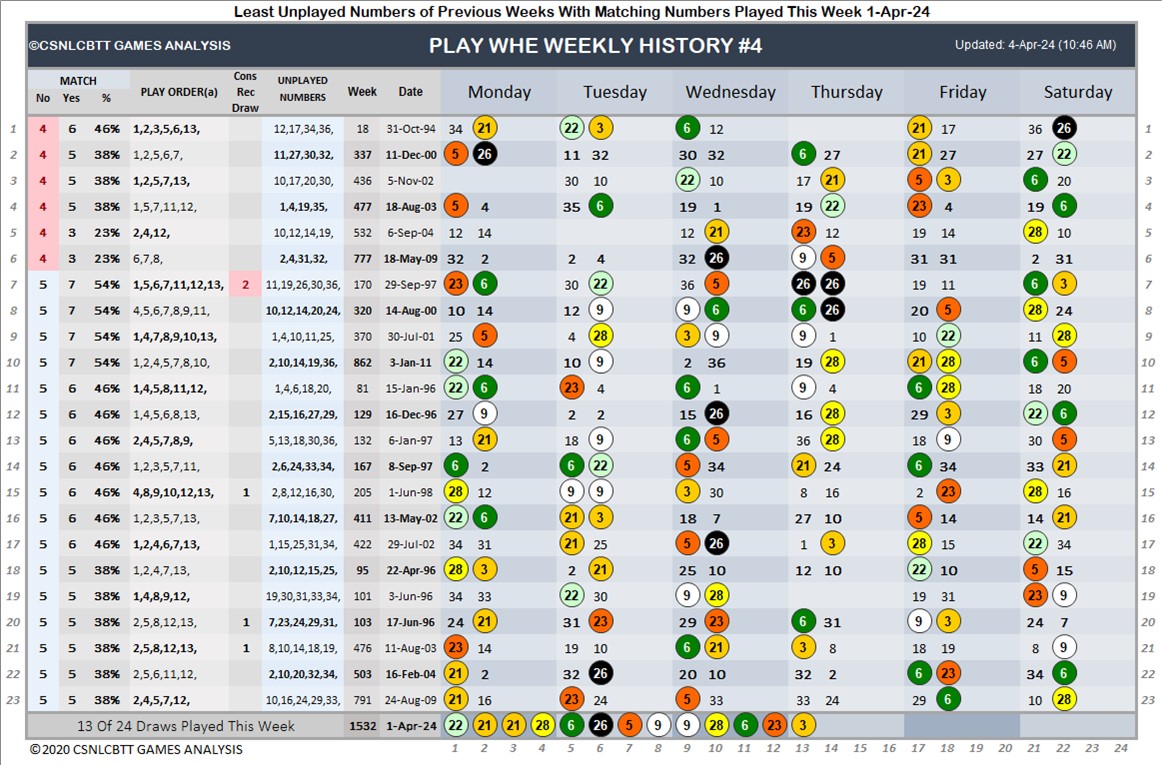 Least Unplayed Numbers of Previous Weeks With Matching Numbers Played This Week 1-Apr-24
©CSNLCBTT GAMES ANALYSIS PLAY WHE WEEKLY HISTORY #4 Updated: 4-Apr-24 (10:46 AM)
MATCH No Yes % PLAY ORDER(a) Cons Rec Draw UNPLAYED NUMBERS Week Date Monday Tuesday Wednesday Thursday Friday Saturday
1 4 6 46% 1,2,3,5,6,13, 12,17,34,36, 18 31-Oct-94 34 21 22 3 6 12 21 17 36 26 1
2 4 5 38% 1,2,5,6,7, 11,27,30,32, 337 11-Dec-00 5 26 11 32 30 32 6 27 21 27 27 22 2
3 4 5 38% 1,2,5,7,13, 10,17,20,30, 436 5-Nov-02 30 10 22 10 17 21 5 3 6 20 3
4 4 5 38% 1,5,7,11,12, 1,4,19,35, 477 18-Aug-03 5 4 35 6 19 1 19 22 23 4 19 6 4
5 4 3 23% 2,4,12, 10,12,14,19, 532 6-Sep-04 12 14 12 21 23 12 19 14 28 10 5
6 4 3 23% 6,7,8, 2,4,31,32, 777 18-May-09 32 2 2 4 32 26 9 5 31 31 2 31 6
7 5 7 54% 1,5,6,7,11,12,13, 2 11,19,26,30,36, 170 29-Sep-97 23 6 30 22 36 5 26 26 19 11 6 3 7
8 5 7 54% 4,5,6,7,8,9,11, 10,12,14,20,24, 320 14-Aug-00 10 14 12 9 9 6 6 26 20 5 28 24 8
9 5 7 54% 1,4,7,8,9,10,13, 1,4,10,11,25, 370 30-Jul-01 25 5 4 28 3 9 9 1 10 22 11 28 9
10 5 7 54% 1,2,4,5,7,8,10, 2,10,14,19,36, 862 3-Jan-11 22 14 10 9 2 36 19 28 21 28 6 5 10
11 5 6 46% 1,4,5,8,11,12, 1,4,6,18,20, 81 15-Jan-96 22 6 23 4 6 1 9 4 6 28 18 20 11
12 5 6 46% 1,4,5,6,8,13, 2,15,16,27,29, 129 16-Dec-96 27 9 2 2 15 26 16 28 29 3 22 6 12
13 5 6 46% 2,4,5,7,8,9, 5,13,18,30,36, 132 6-Jan-97 13 21 18 9 6 5 36 28 18 9 30 5 13
14 5 6 46% 1,2,3,5,7,11, 2,6,24,33,34, 167 8-Sep-97 6 2 6 22 5 34 21 24 6 34 33 21 14
15 5 6 46% 4,8,9,10,12,13, 1 2,8,12,16,30, 205 1-Jun-98 28 12 9 9 3 30 8 16 2 23 28 16 15
16 5 6 46% 1,2,3,5,7,13, 7,10,14,18,27, 411 13-May-02 22 6 21 3 18 7 27 10 5 14 14 21 16
17 5 6 46% 1,2,4,6,7,13, 1,15,25,31,34, 422 29-Jul-02 34 31 21 25 5 26 1 3 28 15 22 34 17
18 5 5 38% 1,2,4,7,13, 2,10,12,15,25, 95 22-Apr-96 28 3 2 21 25 10 12 10 22 10 5 15 18
19 5 5 38% 1,4,8,9,12, 19,30,31,33,34, 101 3-Jun-96 34 33 22 30 9 28 19 31 23 9 19
20 5 5 38% 2,5,8,12,13, 1 7,23,24,29,31, 103 17-Jun-96 24 21 31 23 29 23 6 31 9 3 24 7 20
21 5 5 38% 2,5,8,12,13, 1 8,10,14,18,19, 476 11-Aug-03 23 14 19 10 6 21 3 8 18 19 8 9 21
22 5 5 38% 2,5,6,11,12, 2,10,20,32,34, 503 16-Feb-04 21 2 32 26 20 10 32 2 6 23 34 6 22
23 5 5 38% 2,4,5,7,12, 10,16,24,29,33, 791 24-Aug-09 21 16 23 24 5 33 33 24 29 6 10 28 23
13 Of 24 Draws Played This Week 1532 1-Apr-24 22 21 21 28 6 26 5 9 9 28 6 23 3
© 2020 CSNLCBTT GAMES ANALYSIS 1 2 3 4 5 6 7 8 9 10 11 12 13 14 15 16 17 18 19 20 21 22 23 24